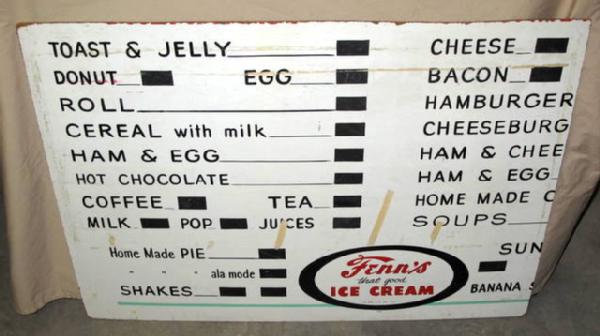 TOAST & JELLY
DONUT EGG
ROLL
CEREAL with milk
HAM & EGG
HOT CHOCOLATE
COFFEE TEA
MILK POP JUICES
Home Made PIE
" " " ala mode
SHAKES
CHEESE
BACON
HAMBURGER
CHEESEBURG
HAM & CHEE
HAM & EGG
HOME MADE C
SOUPS
SUN
BANANA S
Fenn's
that good
ICE CREAM